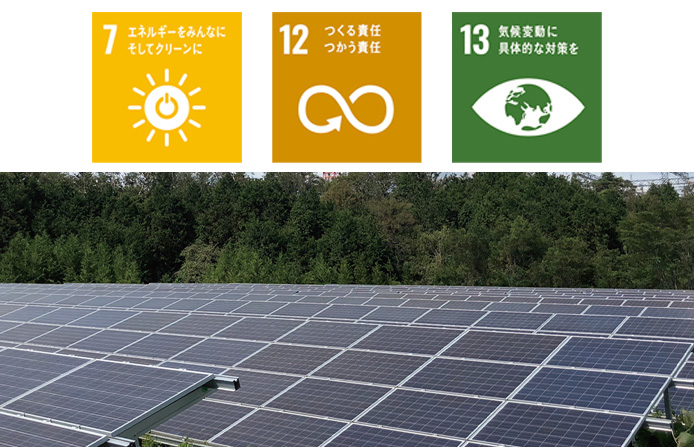 7
エネルギーをみんなに
そしてクリーンに
12
つくる責任
つかう責任
13
気候変動に
具体的な対策を